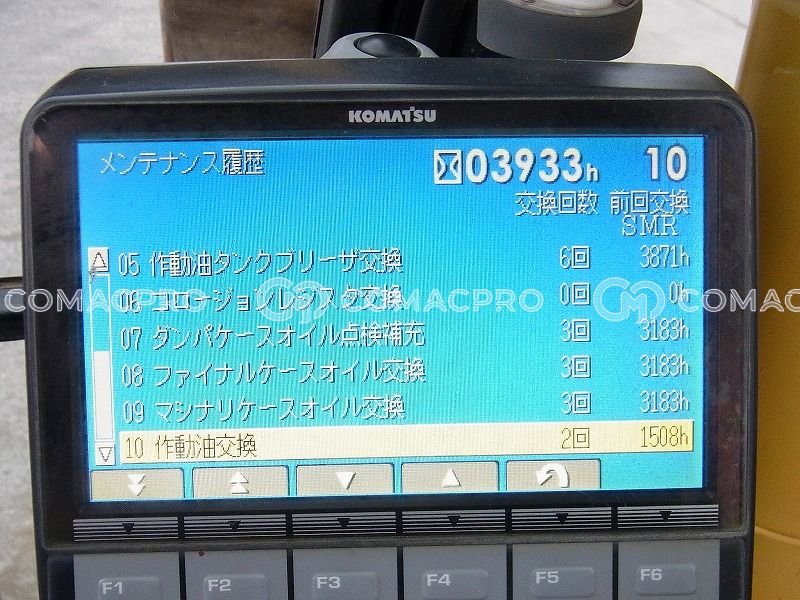 KOMATSU
メンテナンス履歴 03933h 10
交換回数 前回交換
SMR
05 作動油タンクブリーザ交換 6回 3871h
COMACPRO COMACPRO COMAC
06 コロージョンレジスタ交換 0回 0h
07 ダンパケースオイル点検補充 3回 3183h
08 ファイナルケースオイル交換 3回 3183h
09 マシナリケースオイル交換 3回 3183h
10 作動油交換 2回 1508h
F1 F2 F3 F4 F5 F6